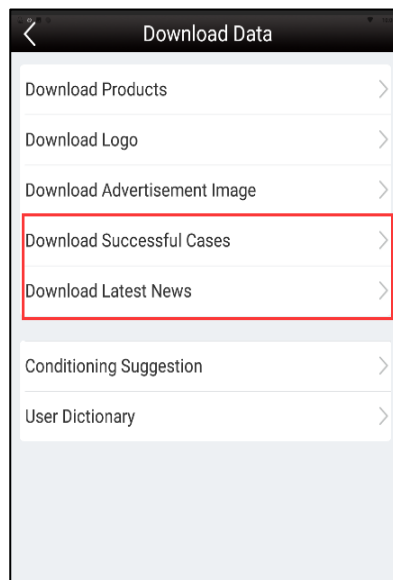 Download Data
Download Products
Download Logo
Download Advertisement Image
Download Successful Cases
Download Latest News
Conditioning Suggestion
User Dictionary